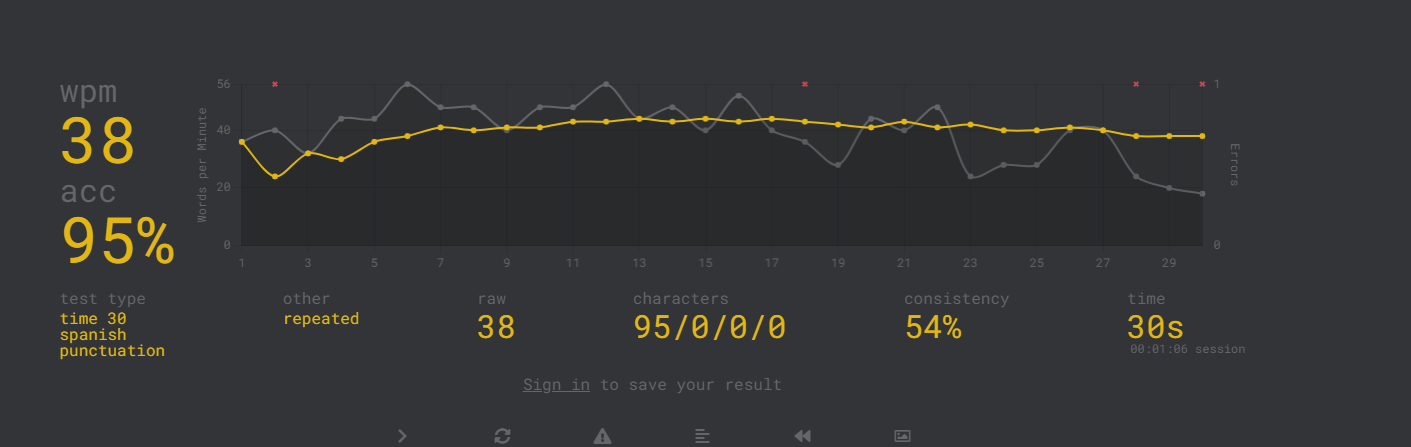 wpm
38
acc
95%
Words per Minute
56
40
20
0
1
0
Errors
1 3 5 7 9 11 13 15 17 19 21 23 25 27 29
test type
time 30
spanish
punctuation
other
repeated
raw
38
characters
95/0/0/0
consistency
54%
time
30s
00:01:06 session
Sign in to save your result